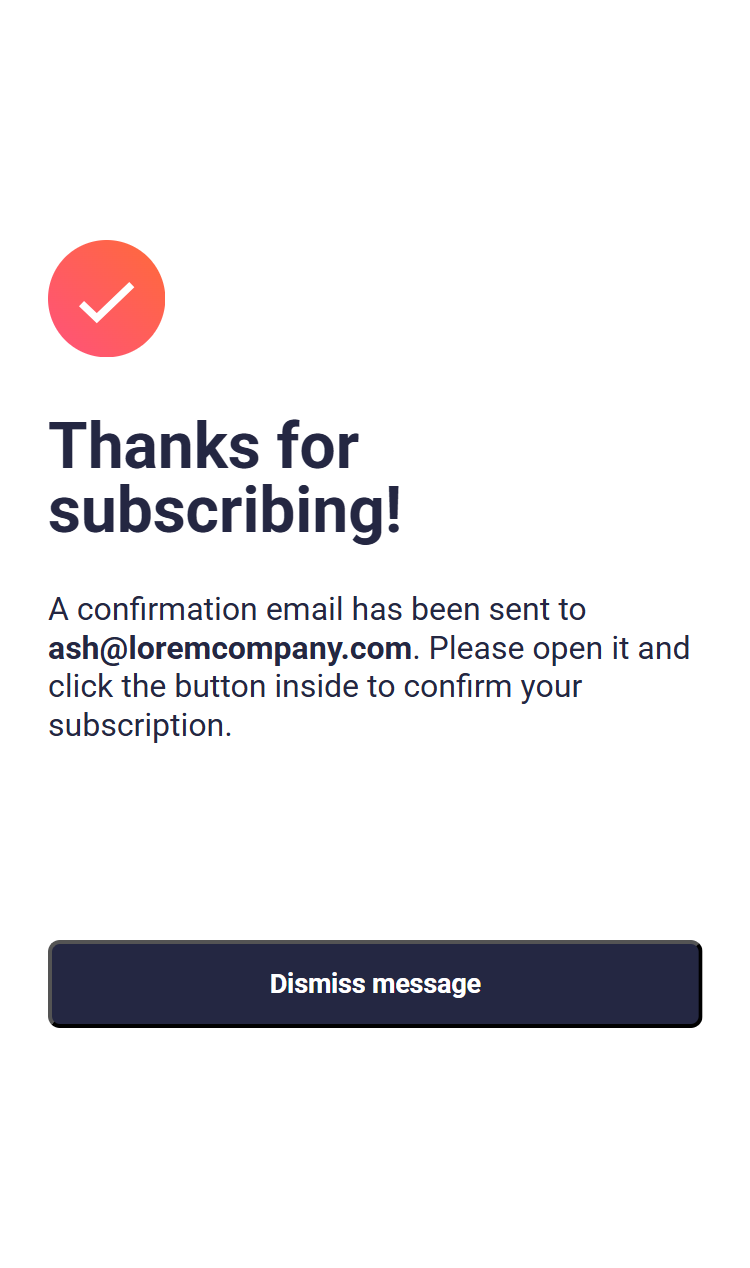 Thanks for
subscribing!
A confirmation email has been sent to
ash@loremcompany.com. Please open it and
click the button inside to confirm your
subscription.
Dismiss message